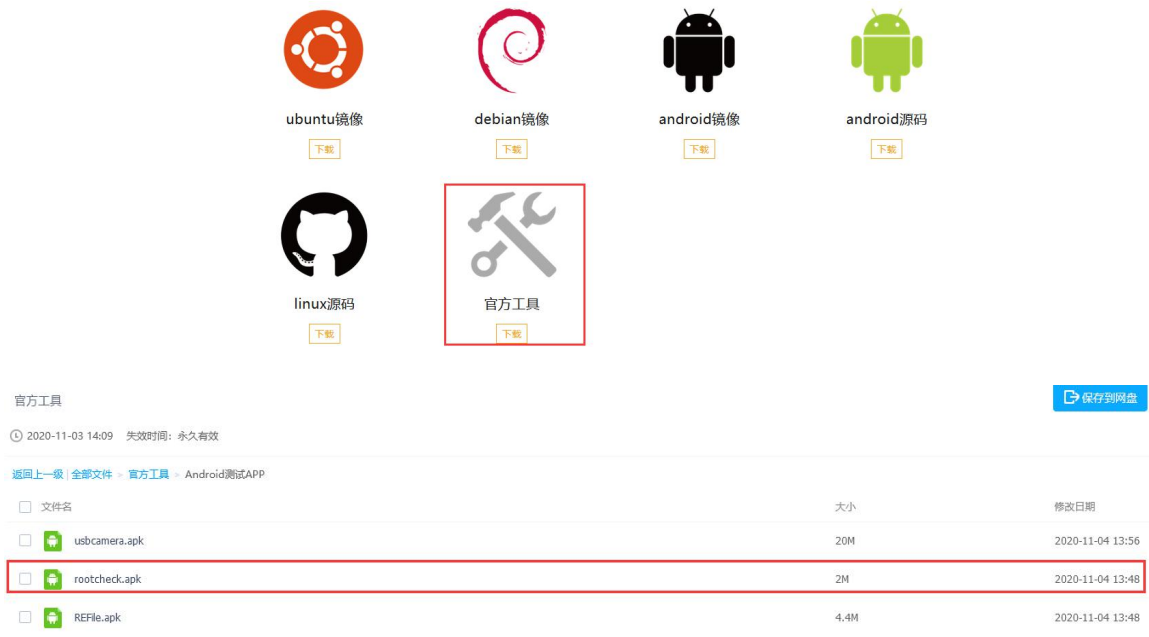 ubuntu镜像 debian镜像 android镜像 android源码
下载 下载 下载 下载
linux源码 官方工具
下载 下载
官方工具 保存到网盘
2020-11-03 14:09 失效时间：永久有效
返回上一级 | 全部文件 > 官方工具 > Android测试APP
文件名 大小 修改日期
usbcamera.apk 20M 2020-11-04 13:56
rootcheck.apk 2M 2020-11-04 13:48
REFile.apk 4.4M 2020-11-04 13:48